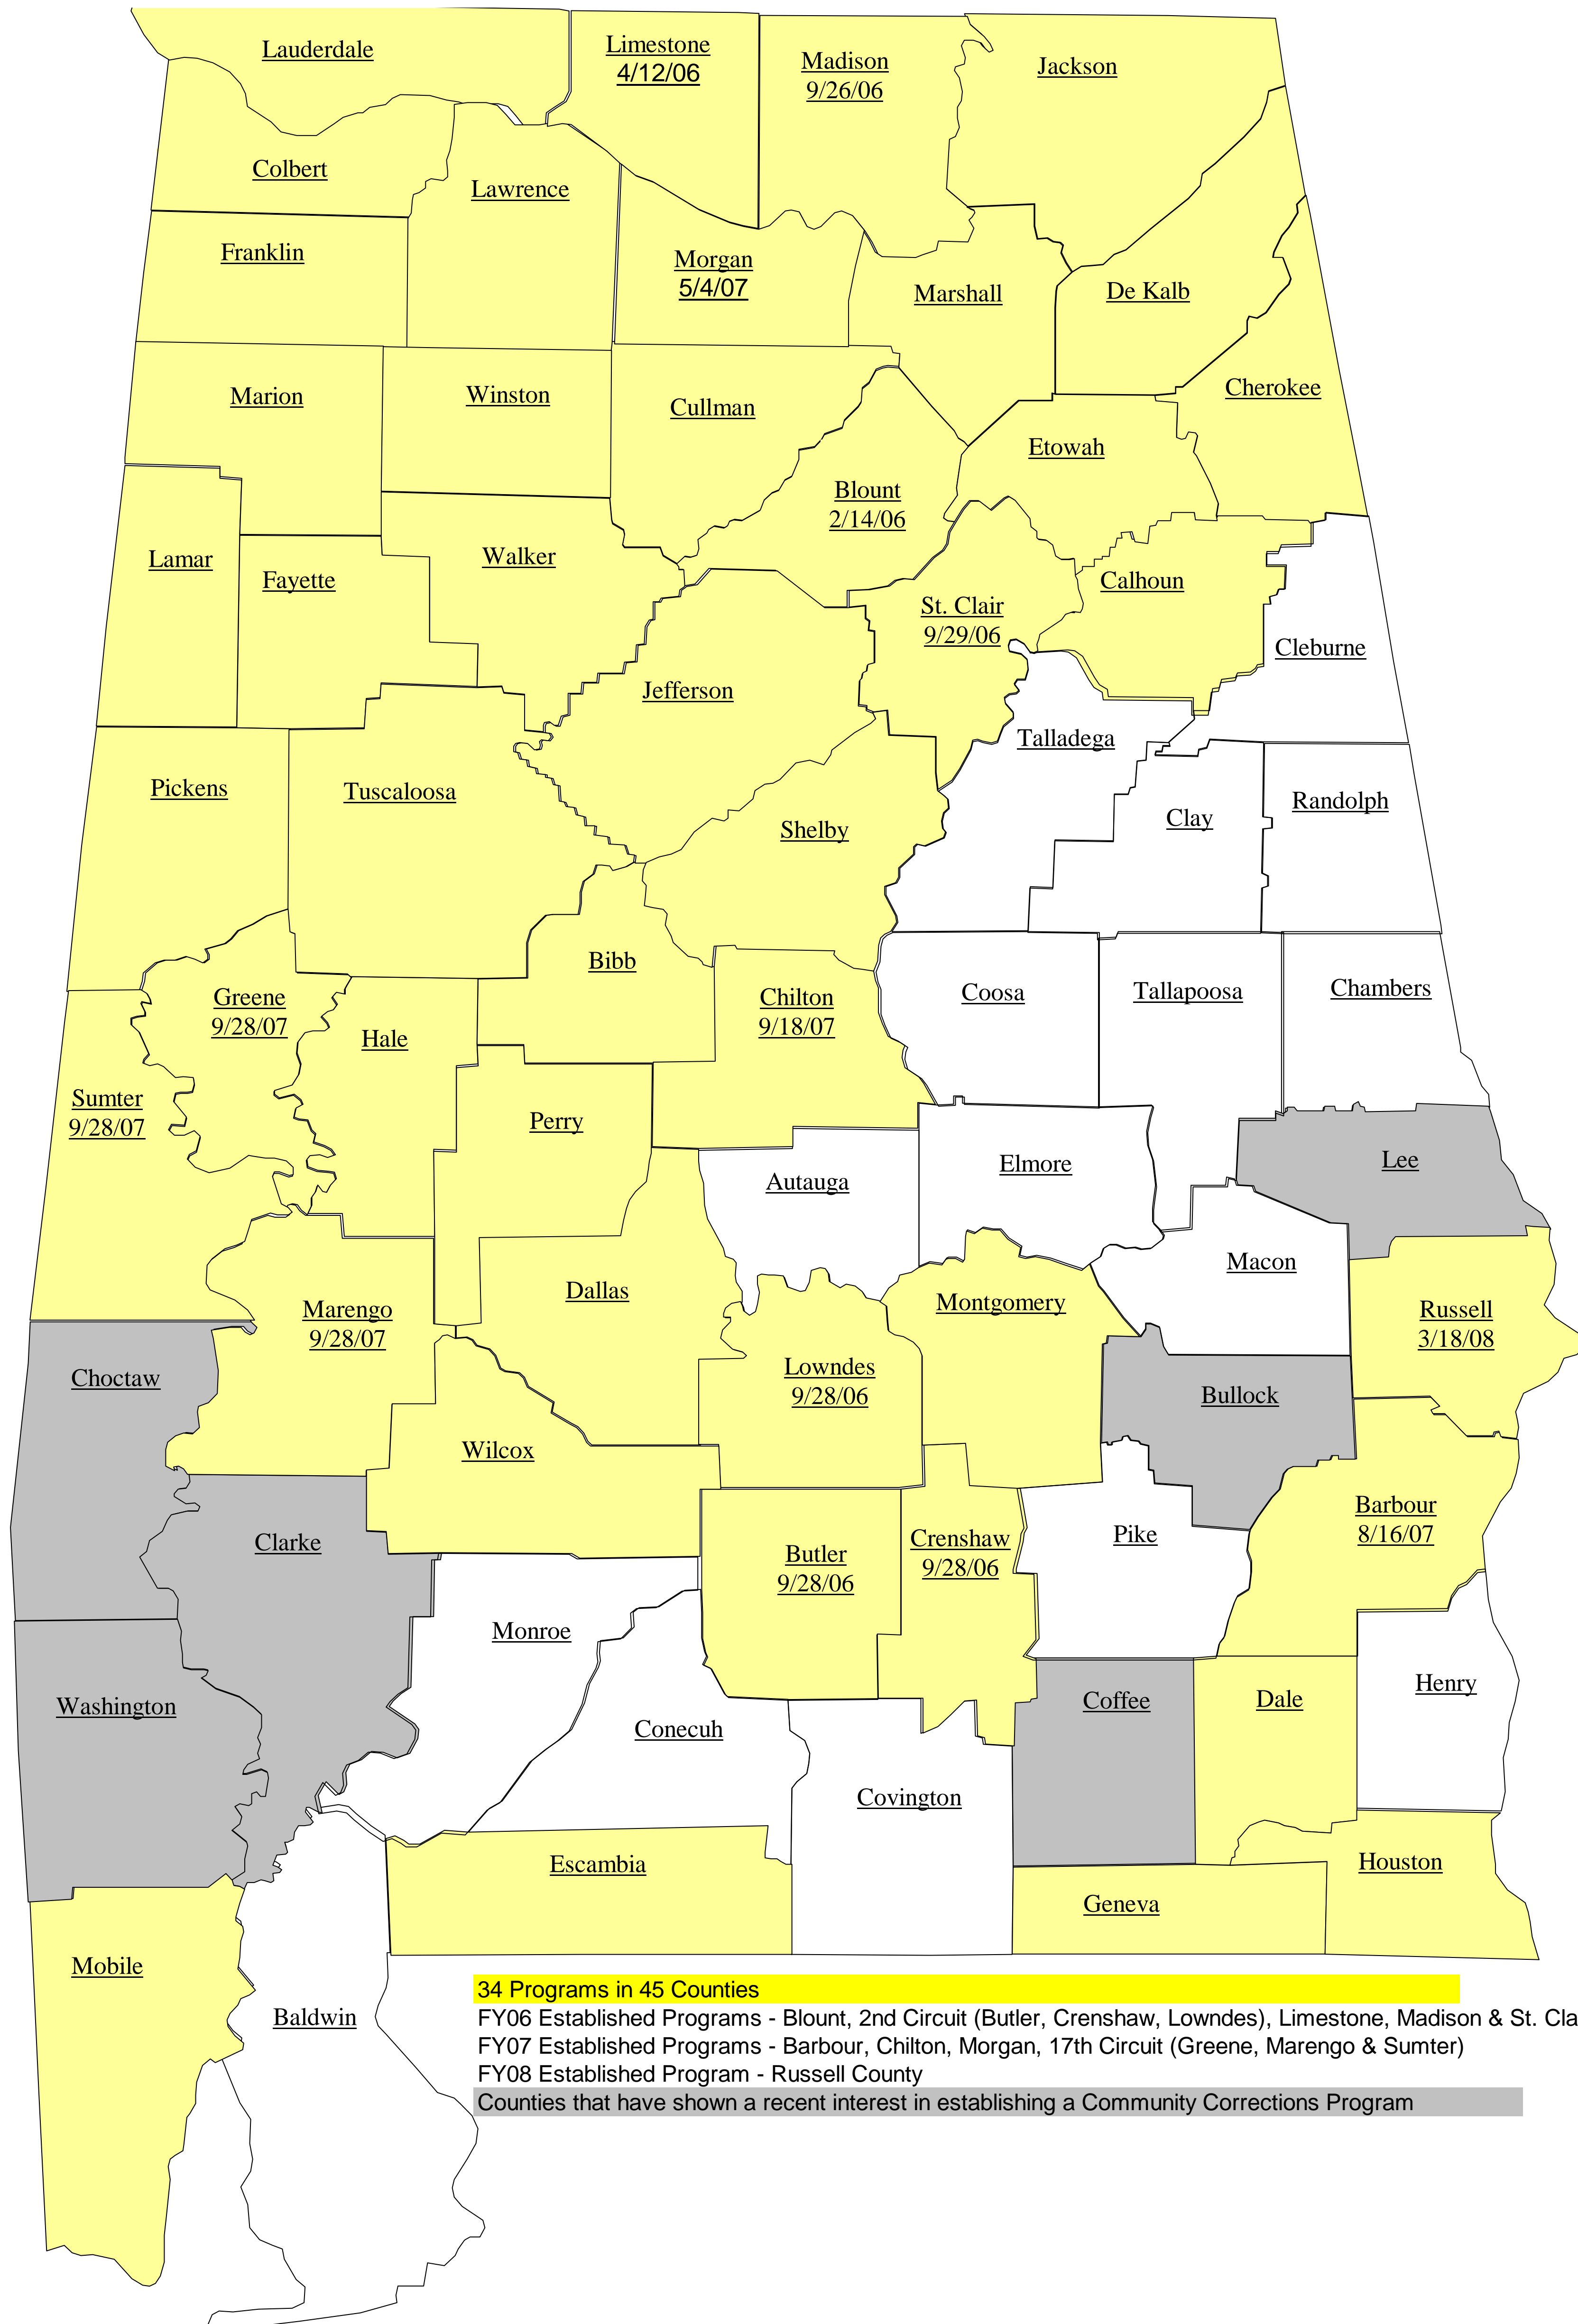 Lauderdale
Limestone
4/12/06
Madison
9/26/06
Jackson
Colbert
Lawrence
Franklin
Morgan
5/4/07
Marshall
De Kalb
Marion
Winston
Cullman
Cherokee
Etowah
Blount
2/14/06
Lamar
Fayette
Walker
Calhoun
St. Clair
9/29/06
Cleburne
Jefferson
Talladega
Pickens
Tuscaloosa
Shelby
Clay
Randolph
Bibb
Greene
9/28/07
Hale
Chilton
9/18/07
Coosa
Tallapoosa
Chambers
Sumter
9/28/07
Perry
Autauga
Elmore
Lee
Macon
Dallas
Marengo
9/28/07
Montgomery
Russell
3/18/08
Choctaw
Lowndes
9/28/06
Bullock
Wilcox
Clarke
Butler
9/28/06
Crenshaw
9/28/06
Pike
Barbour
8/16/07
Monroe
Washington
Conecuh
Coffee
Dale
Henry
Covington
Escambia
Geneva
Houston
Mobile
Baldwin
34 Programs in 45 Counties
FY06 Established Programs - Blount, 2nd Circuit (Butler, Crenshaw, Lowndes), Limestone, Madison & St. Cla
FY07 Established Programs - Barbour, Chilton, Morgan, 17th Circuit (Greene, Marengo & Sumter)
FY08 Established Program - Russell County
Counties that have shown a recent interest in establishing a Community Corrections Program